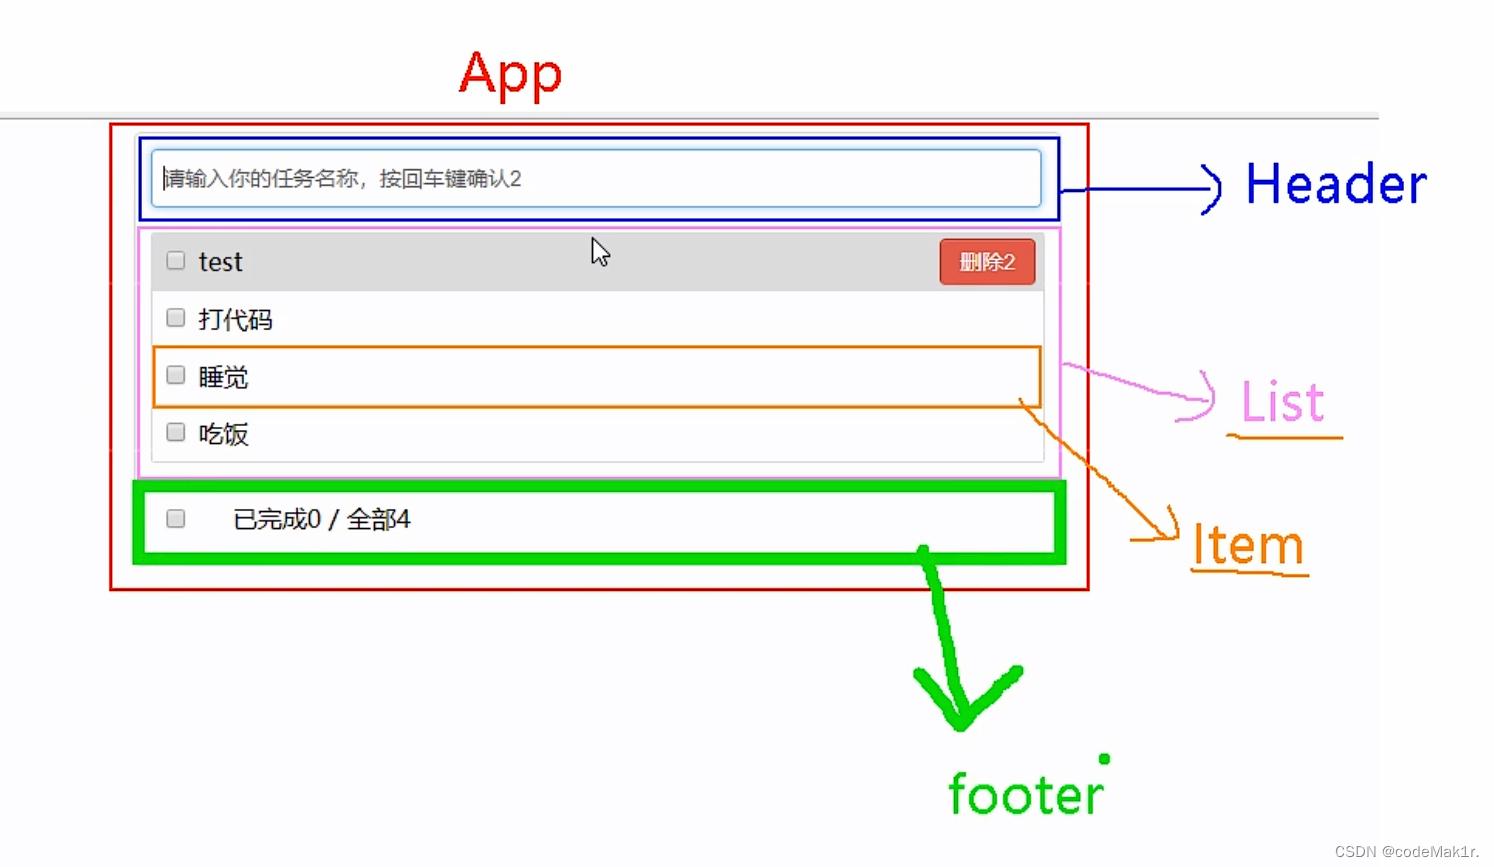 App
请输入你的任务名称，按回车键确认2
Header
test
删除2
打代码
睡觉
List
吃饭
已完成0 / 全部4
Item
footer
CSDN @codeMak1r.